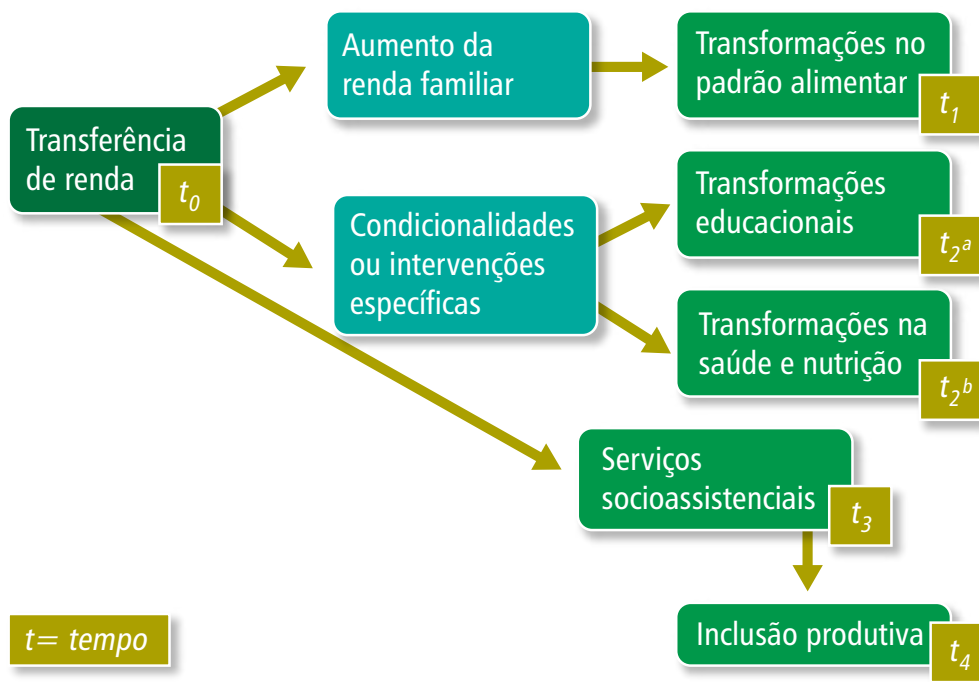 Aumento da
renda familiar
Transformações no
padrão alimentar
t1
Transferência
de renda
t0
Condicionalidades
ou intervenções
específicas
Transformações
educacionais
t2a
Transformações na
saúde e nutrição
t2b
Serviços
socioassistenciais
t3
Inclusão produtiva
t4
t= tempo